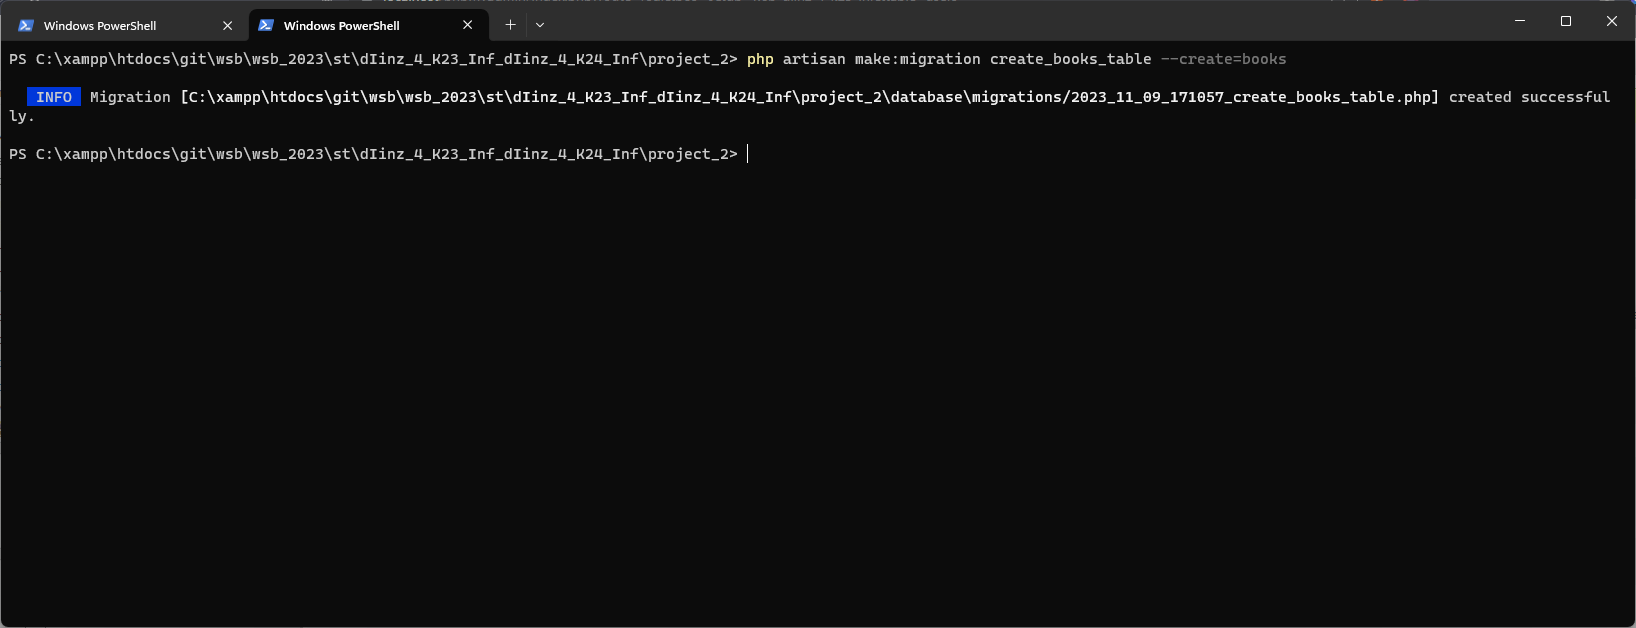 Windows PowerShell
Windows PowerShell
PS C:\xampp\htdocs\git\wsb\wsb_2023\st\dIinz_4_K23_Inf_dIinz_4_K24_Inf\project_2> php artisan make:migration create_books_table --create=books
INFO Migration [C:\xampp\htdocs\git\wsb\wsb_2023\st\dIinz_4_K23_Inf_dIinz_4_K24_Inf\project_2\database\migrations/2023_11_09_171057_create_books_table.php] created successful
ly.
PS C:\xampp\htdocs\git\wsb\wsb_2023\st\dIinz_4_K23_Inf_dIinz_4_K24_Inf\project_2>